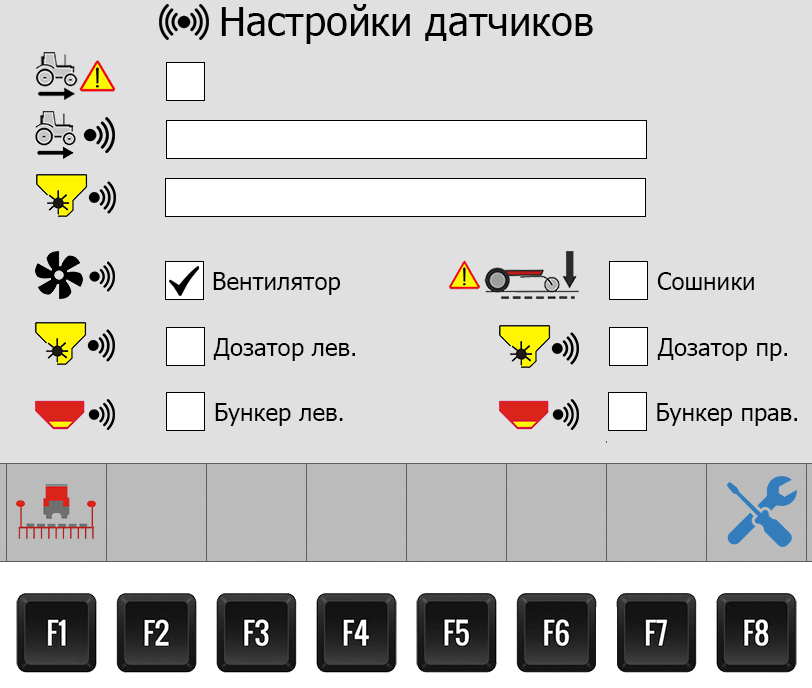 Настройки датчиков
Вентилятор
Сошники
Дозатор лев.
Дозатор пр.
Бункер лев.
Бункер прав.
F1 F2 F3 F4 F5 F6 F7 F8